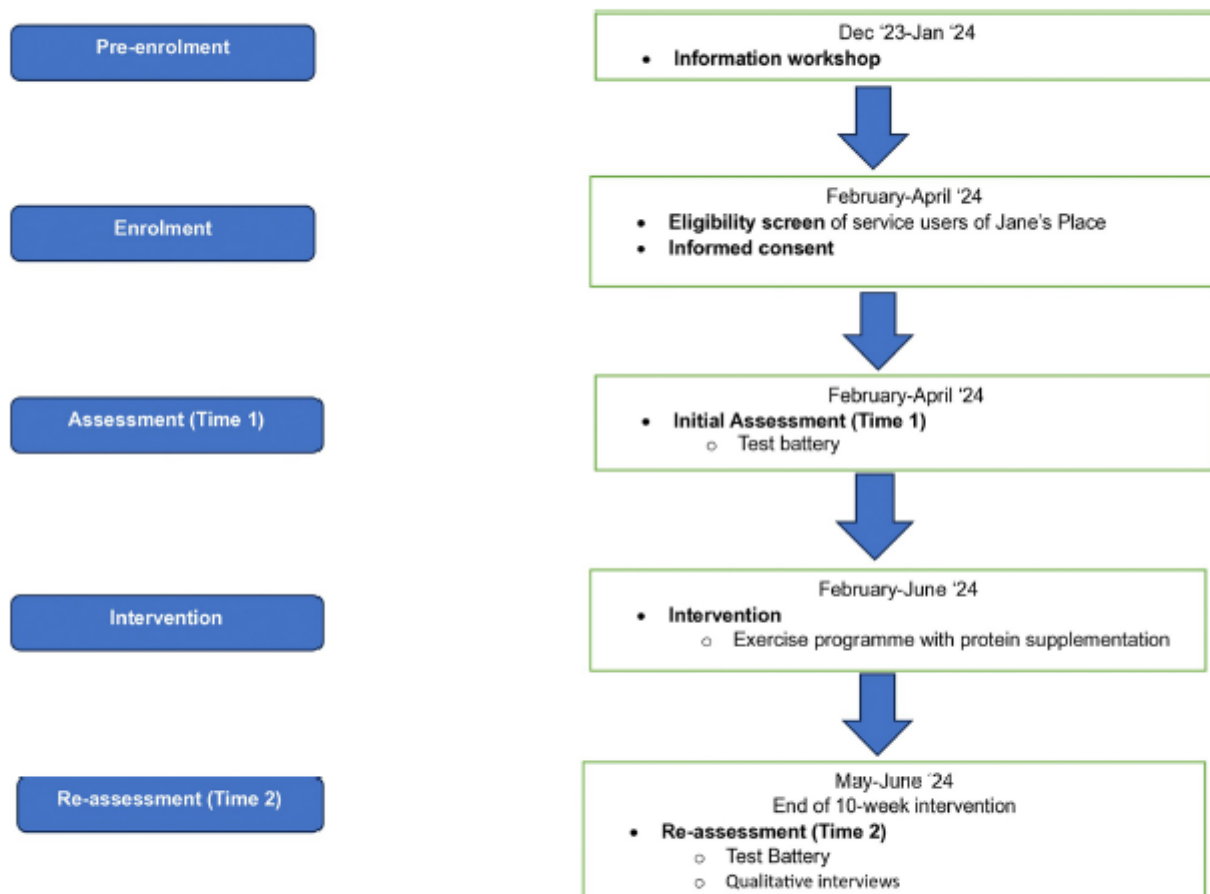 Pre-enrolment
Dec ‘23-Jan ‘24
• Information workshop
Enrolment
February-April ‘24
• Eligibility screen of service users of Jane’s Place
• Informed consent
Assessment (Time 1)
February-April ‘24
• Initial Assessment (Time 1)
o Test battery
Intervention
February-June ‘24
• Intervention
o Exercise programme with protein supplementation
Re-assessment (Time 2)
May-June ‘24
End of 10-week intervention
• Re-assessment (Time 2)
o Test Battery
o Qualitative interviews